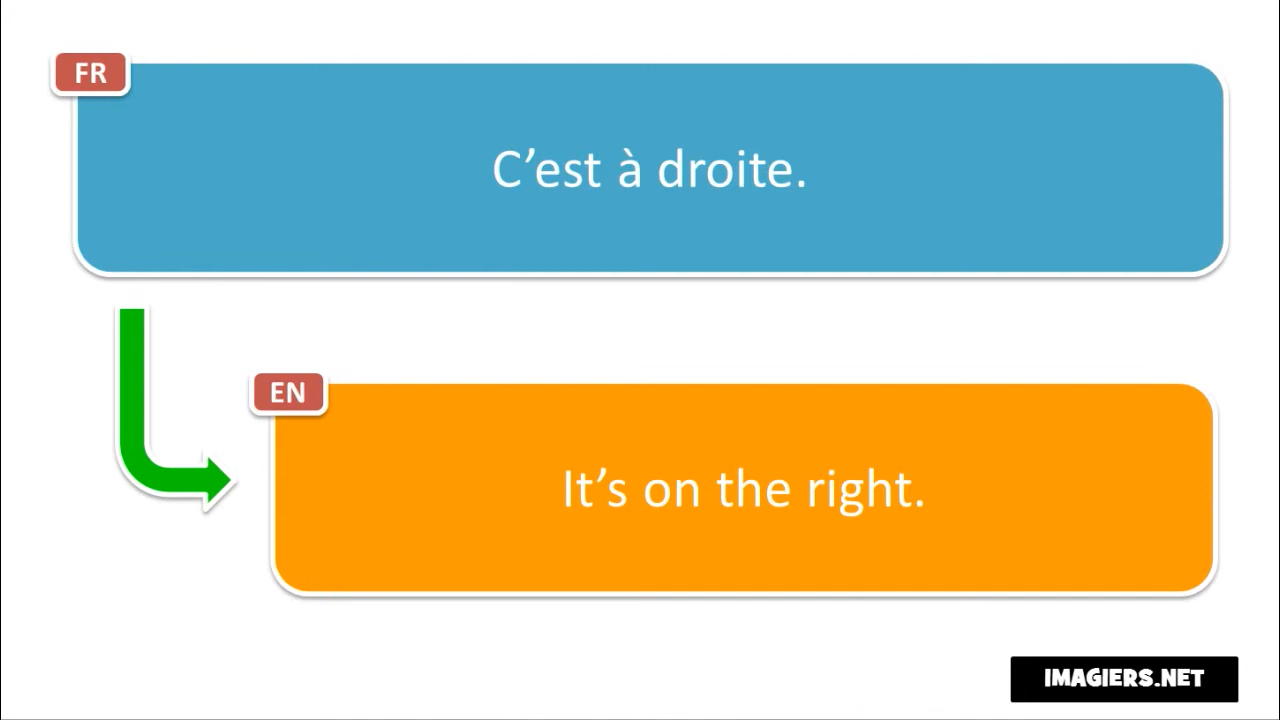 FR
C’est à droite.
EN
It’s on the right.
IMAGIERS.NET